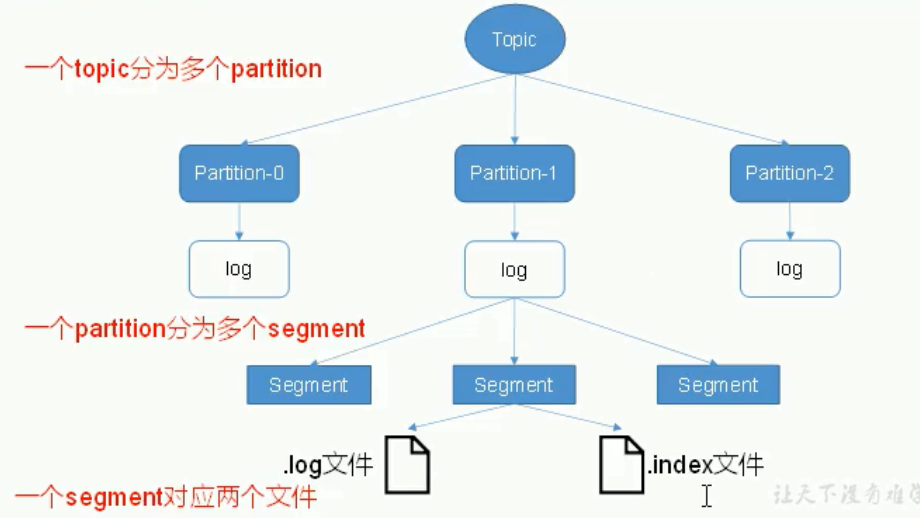 Topic
一个topic分为多个partition
Partition-0
Partition-1
Partition-2
log
log
log
一个partition分为多个segment
Segment
Segment
Segment
.log文件
.index文件
一个segment对应两个文件
让天下没有难学